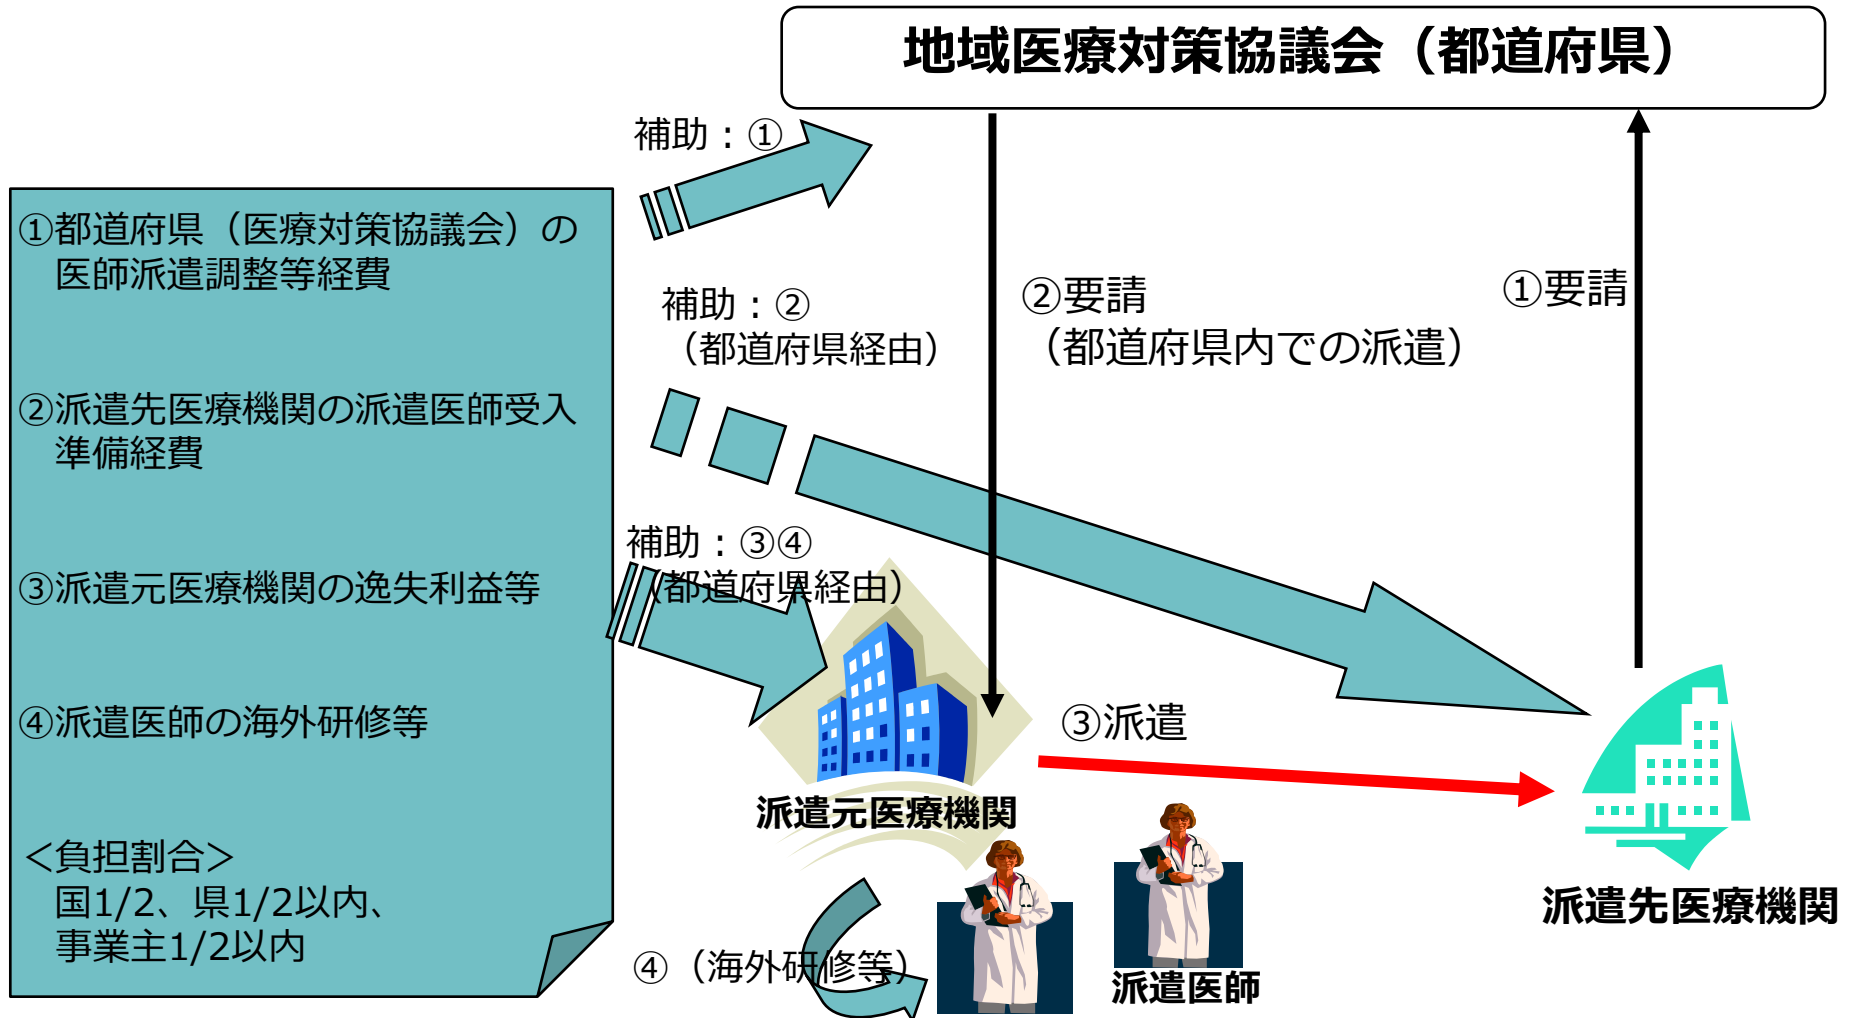 地域医療対策協議会（都道府県）
補助：①
①都道府県（医療対策協議会）の
医師派遣調整等経費
②派遣先医療機関の派遣医師受入
準備経費
③派遣元医療機関の逸失利益等
④派遣医師の海外研修等
＜負担割合＞
国1/2、県1/2以内、
事業主1/2以内
補助：②
（都道府県経由）
②要請
（都道府県内での派遣）
①要請
補助：③④
（都道府県経由）
③派遣
派遣元医療機関
派遣先医療機関
④（海外研修等）
派遣医師